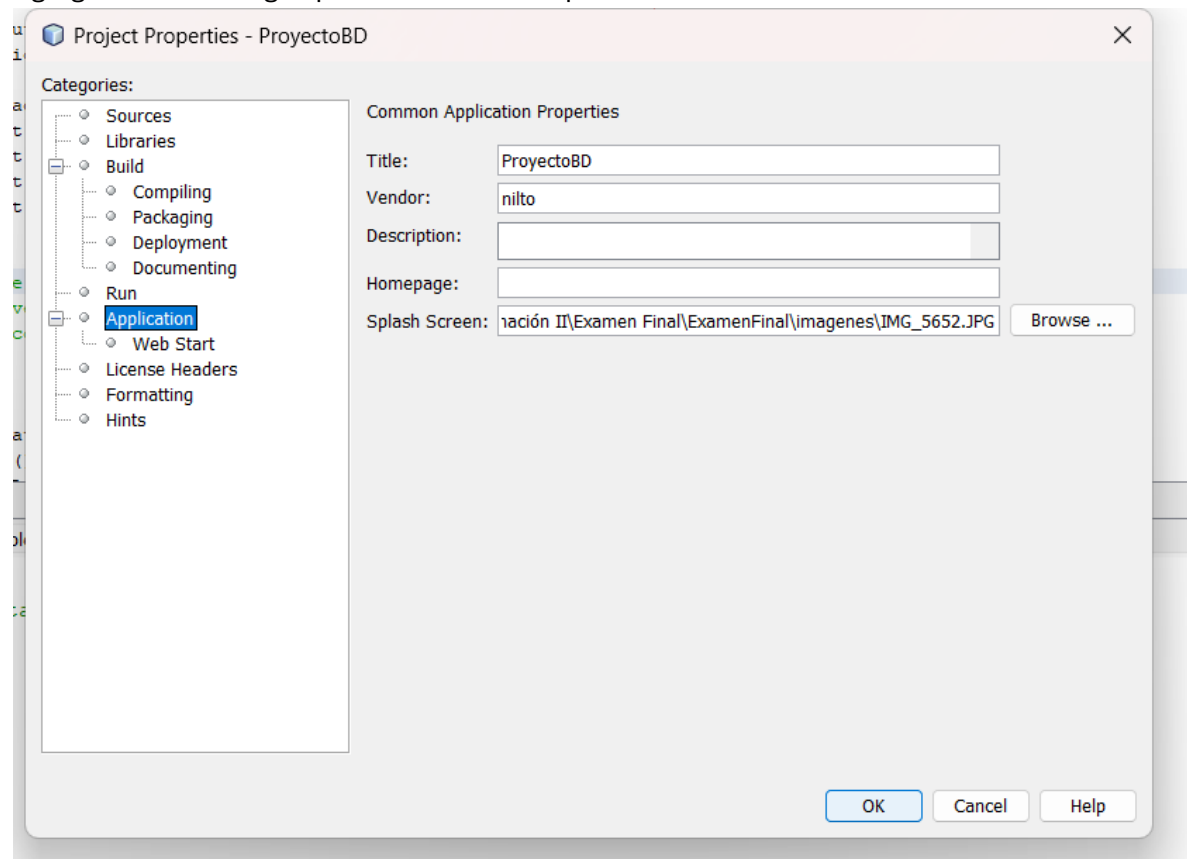 Project Properties - ProyectoBD
Categories:
Sources
Libraries
Build
Compiling
Packaging
Deployment
Documenting
Run
Application
Web Start
License Headers
Formatting
Hints
Common Application Properties
Title: ProyectoBD
Vendor: nilto
Description:
Homepage:
Splash Screen: nación II\Examen Final\ExamenFinal\imagenes\IMG_5652.JPG Browse ...
OK Cancel Help